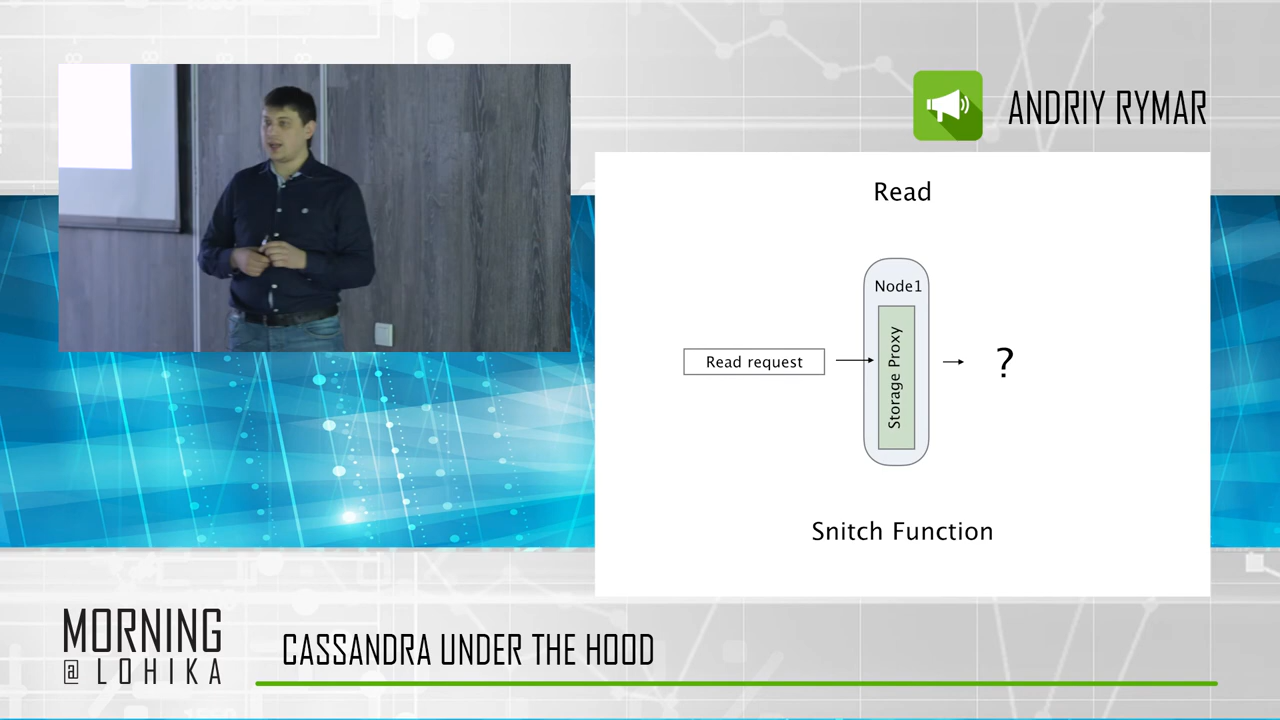 ANDRIY RYMAR
Read
Node1
Read request
Storage Proxy
?
Snitch Function
MORNING
@ LOHIKA
CASSANDRA UNDER THE HOOD